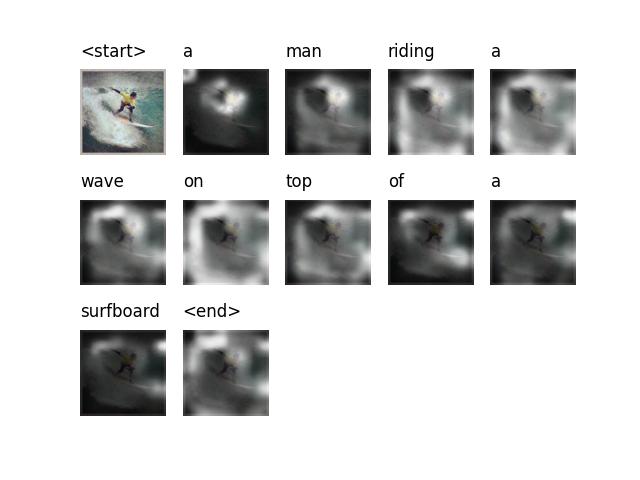 <start> a man riding a
wave on top of a
surfboard <end>